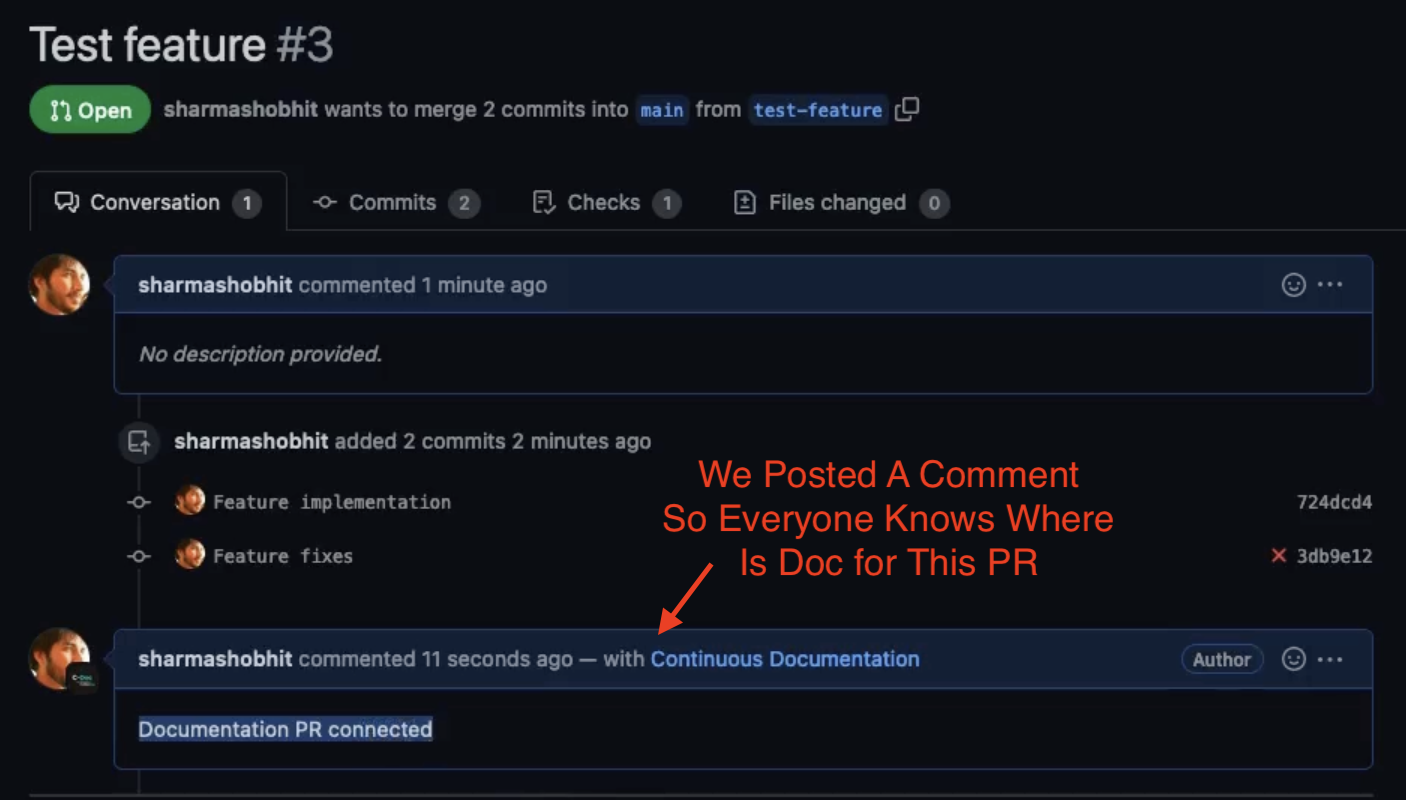 Test feature #3
Open
sharmashobhit wants to merge 2 commits into main from test-feature
Conversation 1
Commits 2
Checks 1
Files changed 0
sharmashobhit commented 1 minute ago
No description provided.
sharmashobhit added 2 commits 2 minutes ago
We Posted A Comment
So Everyone Knows Where
Is Doc for This PR
Feature implementation
724dcd4
Feature fixes
3db9e12
sharmashobhit commented 11 seconds ago — with Continuous Documentation
Author
C-Doc
Documentation PR connected